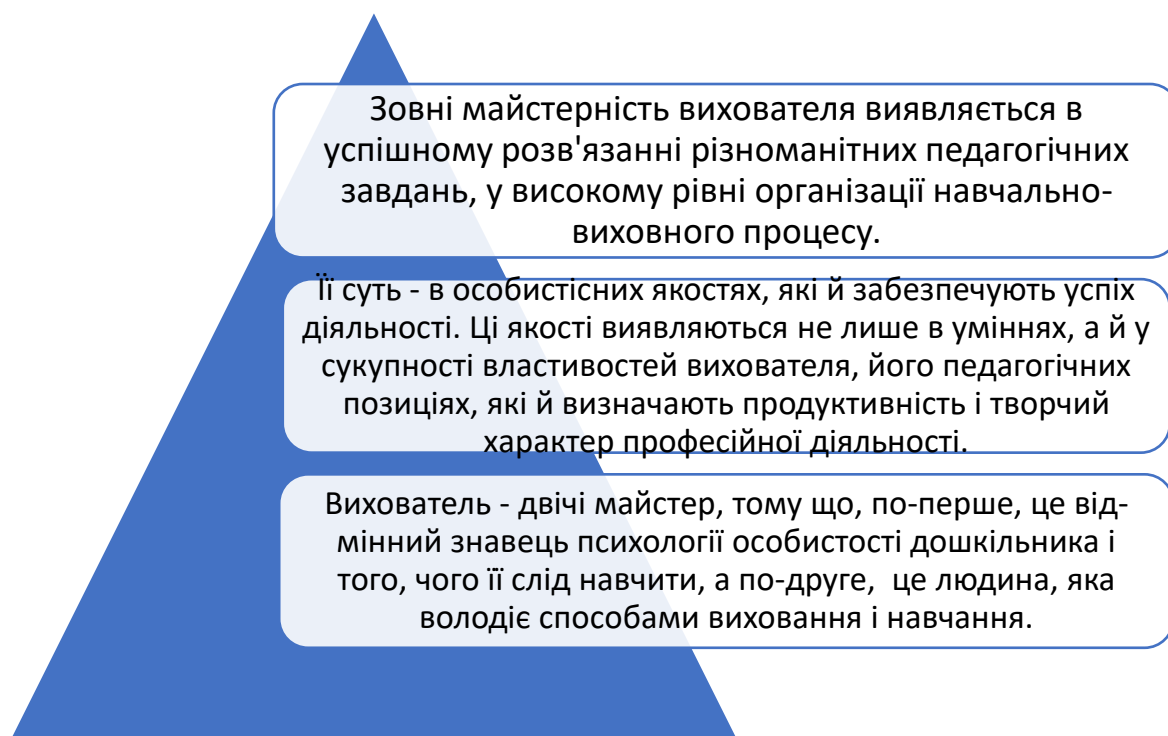 Зовні майстерність вихователя виявляється в
успішному розв'язанні різноманітних педагогічних
завдань, у високому рівні організації навчально-
виховного процесу.
Її суть - в особистісних якостях, які й забезпечують успіх
діяльності. Ці якості виявляються не лише в уміннях, а й у
сукупності властивостей вихователя, його педагогічних
позиціях, які й визначають продуктивність і творчий
характер професійної діяльності.
Вихователь - двічі майстер, тому що, по-перше, це від-
мінний знавець психології особистості дошкільника і
того, чого її слід навчити, а по-друге,  це людина, яка
володіє способами виховання і навчання.